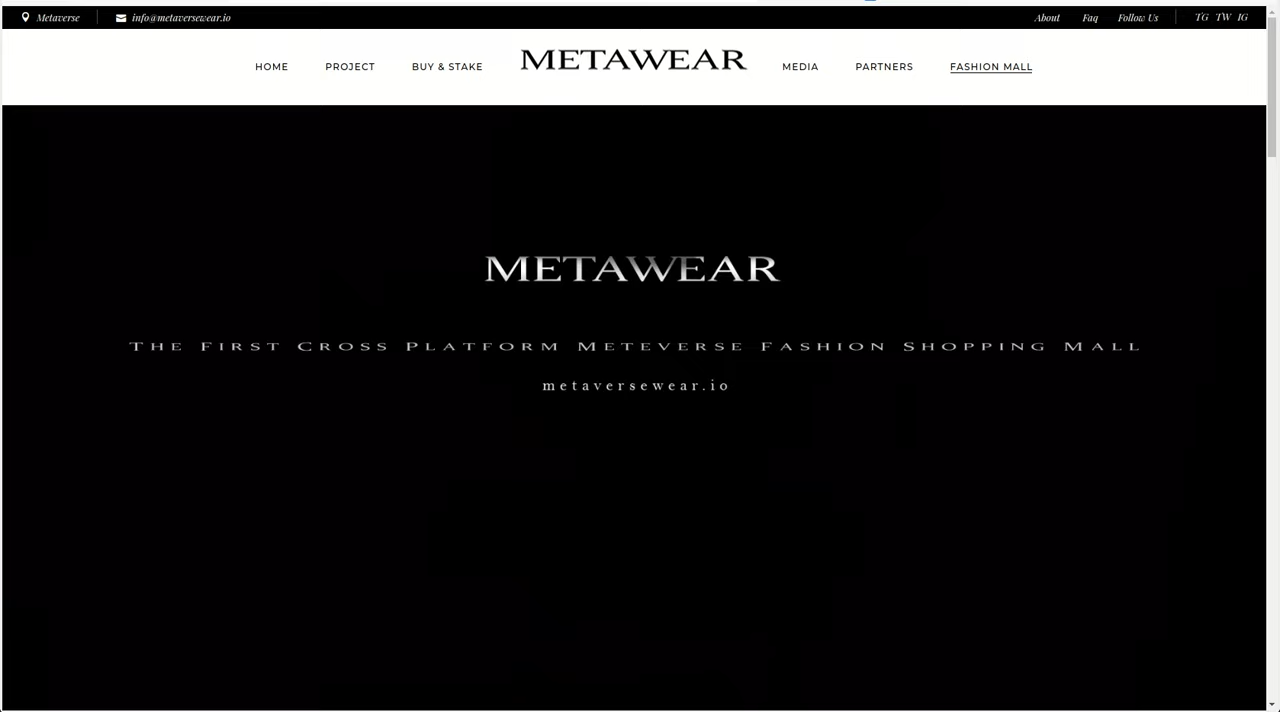 Metaverse info@metaversewear.io About Faq Follow Us TG TW IG
HOME PROJECT BUY & STAKE METAWEAR MEDIA PARTNERS FASHION MALL
METAWEAR
The First Cross Platform Meteverse Fashion Shopping Mall
metaversewear.io